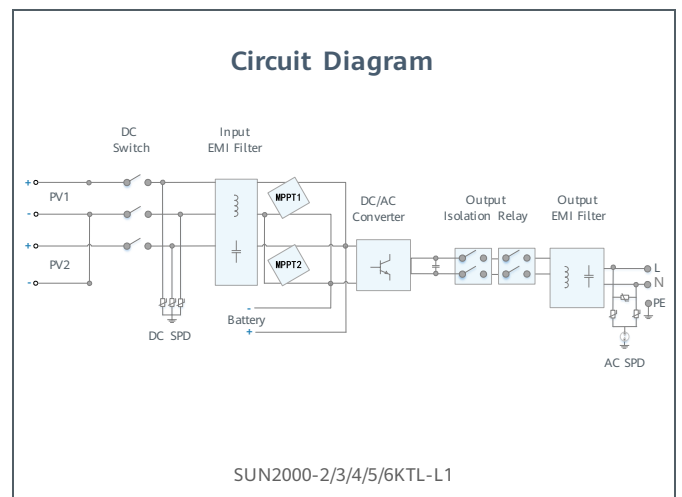 Circuit Diagram
DC
Switch
Input
EMI Filter
+
PV1
-
+
PV2
-
MPPT1
MPPT2
DC/AC
Converter
Output
Isolation Relay
Output
EMI Filter
L
N
PE
DC SPD
-
Battery
+
AC SPD
SUN2000-2/3/4/5/6KTL-L1